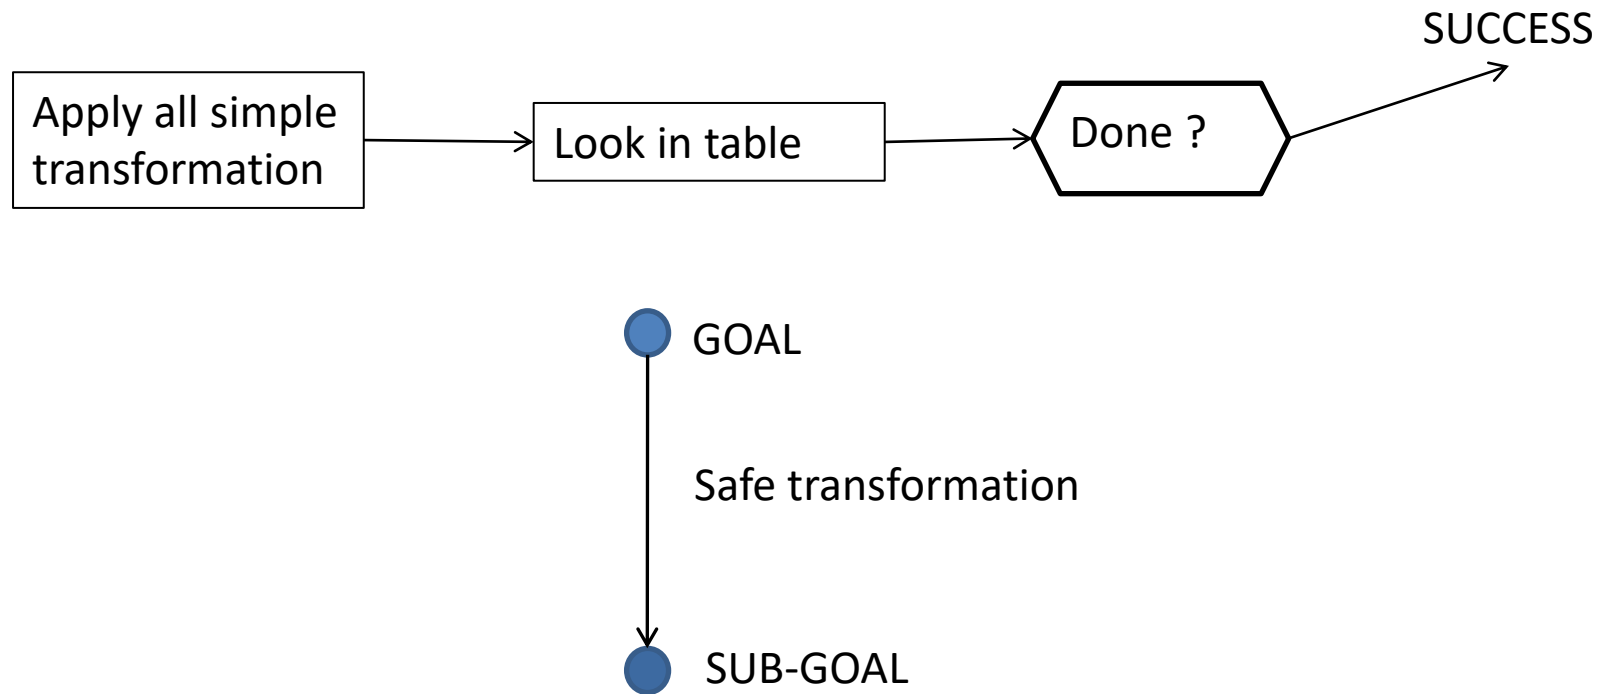 SUCCESS
Apply all simple
transformation
Look in table
Done ?
GOAL
Safe transformation
SUB-GOAL